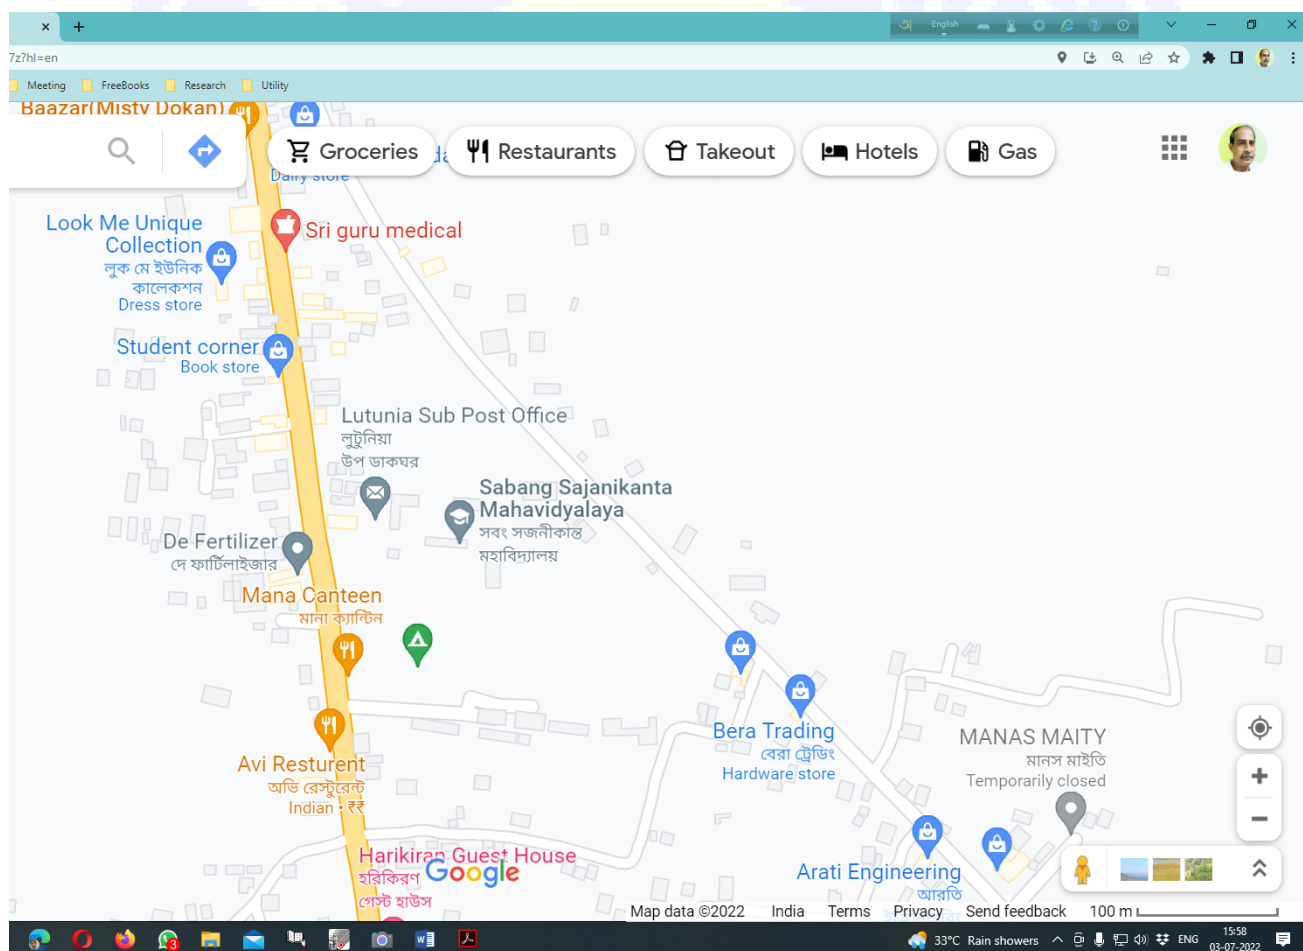 English
7z?hl=en
Meeting FreeBooks Research Utility
Baazar(Misty Dokan)
Groceries Restaurants Takeout Hotels Gas
Dairy store
Look Me Unique
Collection
লুক মে ইউনিক
কালেকশন
Dress store
Sri guru medical
Student corner
Book store
Lutunia Sub Post Office
লুটুনিয়া
উপ ডাকঘর
Sabang Sajanikanta
Mahavidyalaya
সবং সজনীকান্ত
মহাবিদ্যালয়
De Fertilizer
দে ফার্টিলাইজার
Mana Canteen
মানা ক্যান্টিন
Bera Trading
বেরা ট্রেডিং
Hardware store
MANAS MAITY
মানস মাইতি
Temporarily closed
Avi Resturent
অভি রেস্টুরেন্ট
Indian • ₹₹
Harikiran Guest House
হরিকিরণ
গেস্ট হাউস
Google
Arati Engineering
আরতি
Map data ©2022 India Terms Privacy Send feedback 100 m
3
33°C Rain showers ENG
15:58
03-07-2022